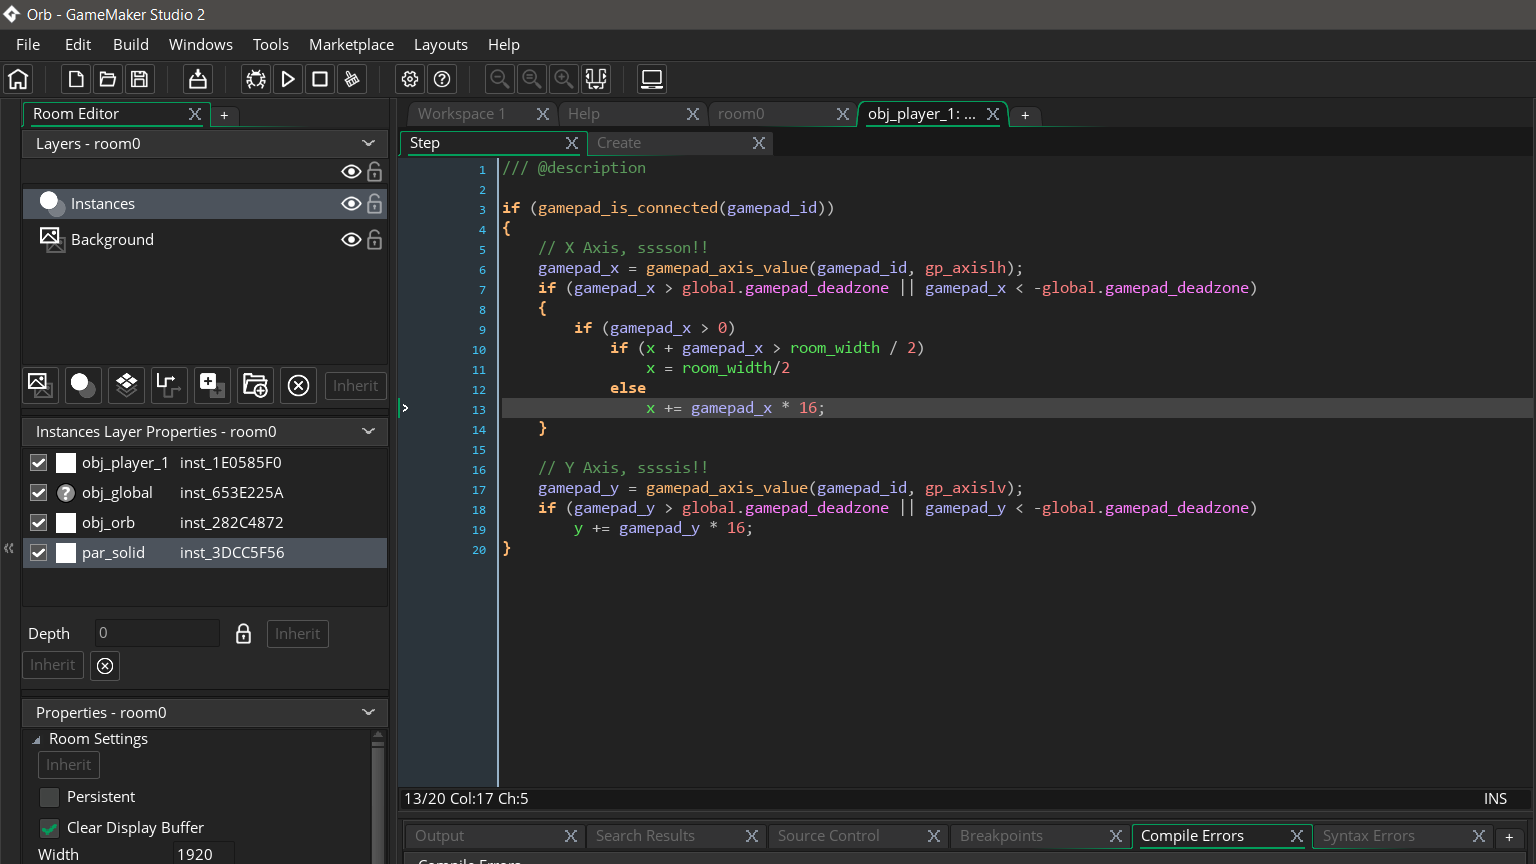 Orb - GameMaker Studio 2
File Edit Build Windows Tools Marketplace Layouts Help
Room Editor
Layers - room0
Instances
Background
Inherit
Instances Layer Properties - room0
obj_player_1 inst_1E0585F0
obj_global inst_653E225A
obj_orb inst_282C4872
par_solid inst_3DCC5F56
Depth 0 Inherit
Inherit
Properties - room0
Room Settings
Inherit
Persistent
Clear Display Buffer
Width 1920
Workspace 1 Help room0 obj_player_1: ...
Step Create
1 /// @description
2
3 if (gamepad_is_connected(gamepad_id))
4 {
5 // X Axis, sssson!!
6 gamepad_x = gamepad_axis_value(gamepad_id, gp_axislh);
7 if (gamepad_x > global.gamepad_deadzone || gamepad_x < -global.gamepad_deadzone)
8 {
9 if (gamepad_x > 0)
10 if (x + gamepad_x > room_width / 2)
11 x = room_width/2
12 else
13 x += gamepad_x * 16;
14 }
15
16 // Y Axis, ssssis!!
17 gamepad_y = gamepad_axis_value(gamepad_id, gp_axislv);
18 if (gamepad_y > global.gamepad_deadzone || gamepad_y < -global.gamepad_deadzone)
19 y += gamepad_y * 16;
20 }
13/20 Col:17 Ch:5 INS
Output Search Results Source Control Breakpoints Compile Errors Syntax Errors
Compile Errors